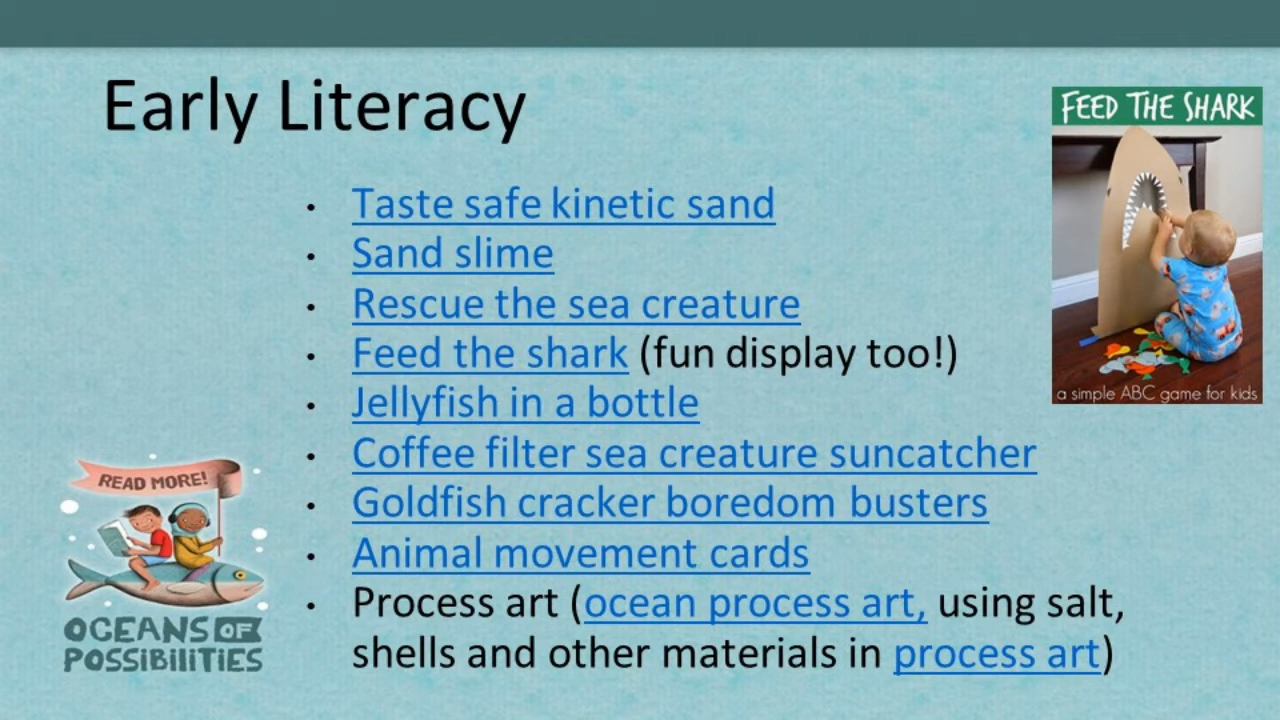 Early Literacy
FEED THE SHARK
a simple ABC game for kids
• Taste safe kinetic sand
• Sand slime
• Rescue the sea creature
• Feed the shark (fun display too!)
• Jellyfish in a bottle
• Coffee filter sea creature suncatcher
• Goldfish cracker boredom busters
• Animal movement cards
• Process art (ocean process art, using salt,
shells and other materials in process art)
READ MORE!
OCEANS OF
POSSIBILITIES